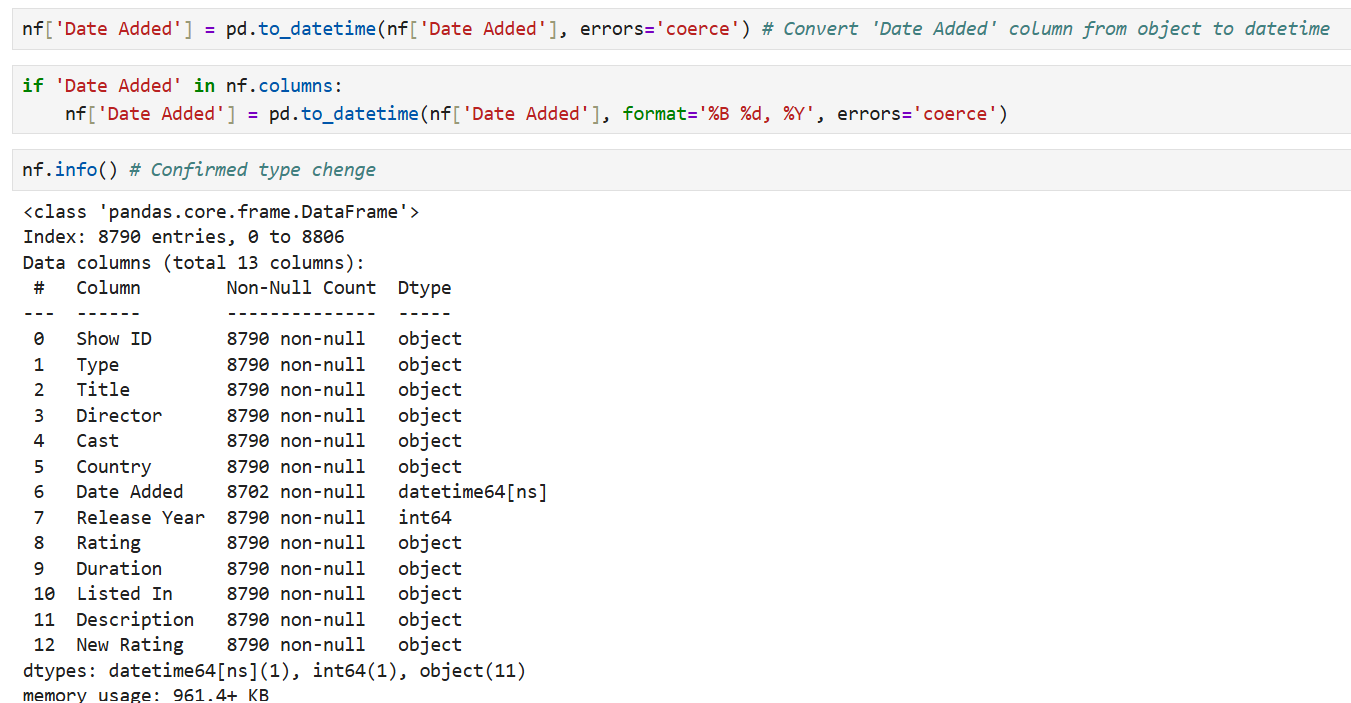 nf['Date Added'] = pd.to_datetime(nf['Date Added'], errors='coerce') # Convert 'Date Added' column from object to datetime
if 'Date Added' in nf.columns:
    nf['Date Added'] = pd.to_datetime(nf['Date Added'], format='%B %d, %Y', errors='coerce')
nf.info() # Confirmed type chenge
<class 'pandas.core.frame.DataFrame'>
Index: 8790 entries, 0 to 8806
Data columns (total 13 columns):
 #   Column        Non-Null Count  Dtype
---  ------        --------------  -----
 0   Show ID       8790 non-null   object
 1   Type          8790 non-null   object
 2   Title         8790 non-null   object
 3   Director      8790 non-null   object
 4   Cast          8790 non-null   object
 5   Country       8790 non-null   object
 6   Date Added    8702 non-null   datetime64[ns]
 7   Release Year  8790 non-null   int64
 8   Rating        8790 non-null   object
 9   Duration      8790 non-null   object
 10  Listed In     8790 non-null   object
 11  Description   8790 non-null   object
 12  New Rating    8790 non-null   object
dtypes: datetime64[ns](1), int64(1), object(11)
memory usage: 961.4+ KB